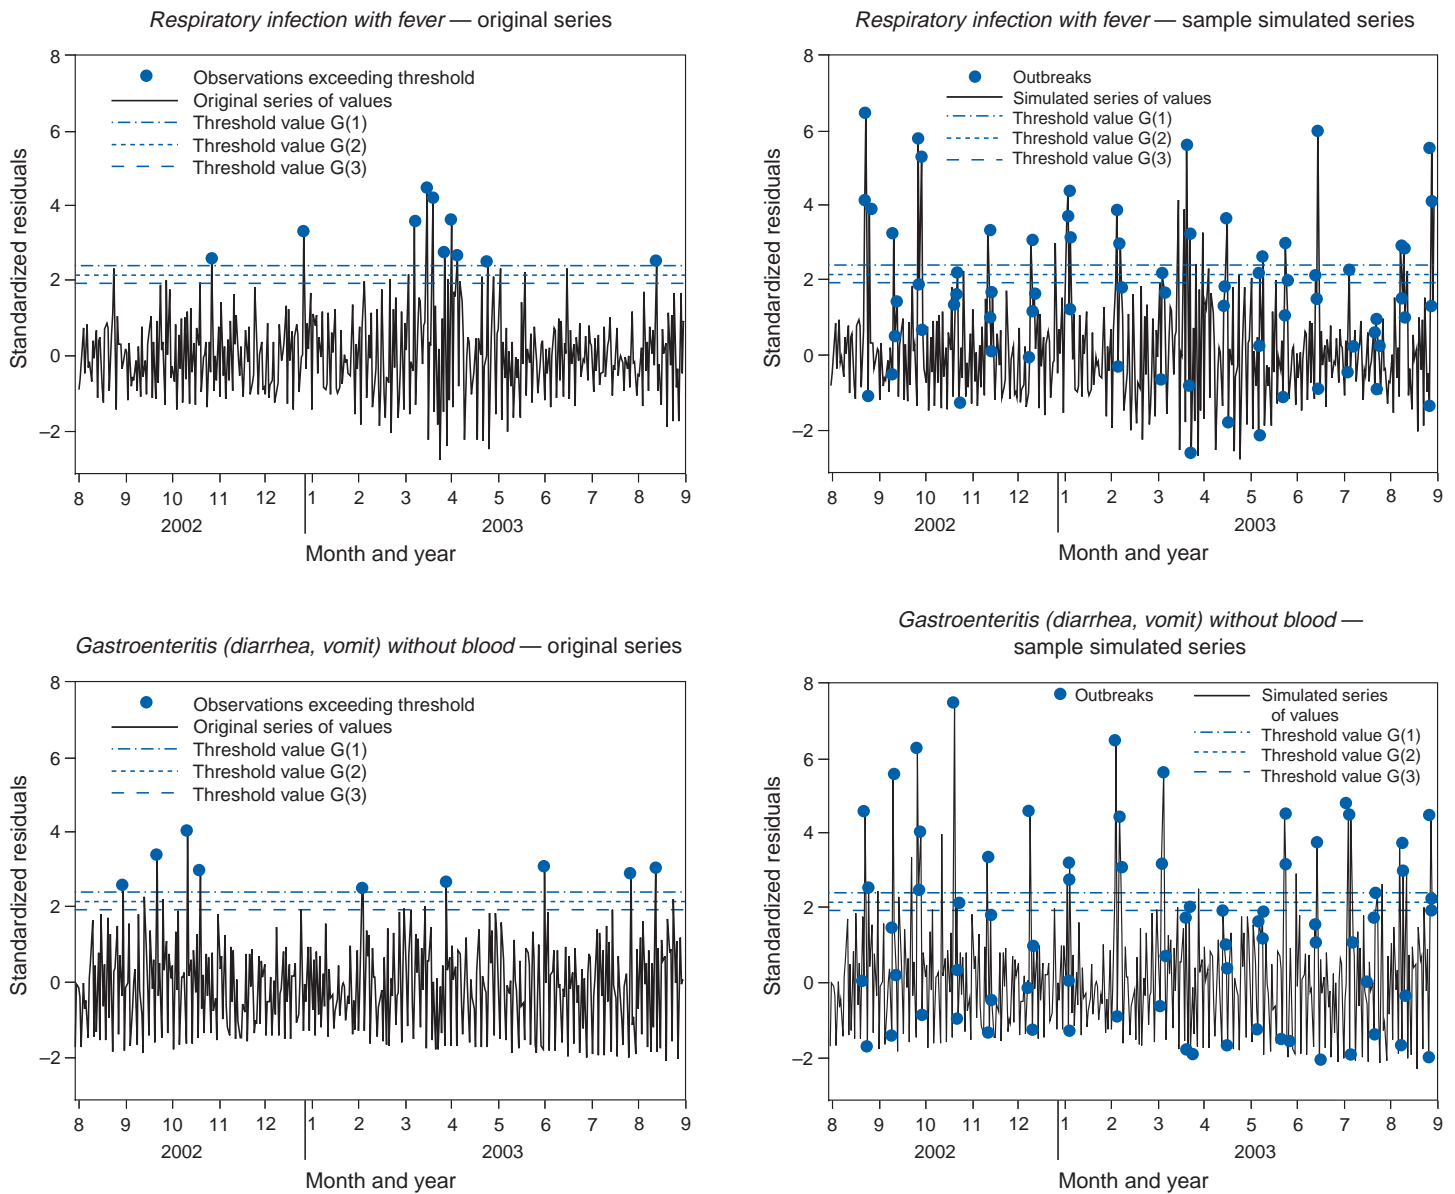 Respiratory infection with fever — original series
8
6
4
2
0
–2
Standardized residuals
Observations exceeding threshold
Original series of values
Threshold value G(1)
Threshold value G(2)
Threshold value G(3)
8 9 10 11 12 1 2 3 4 5 6 7 8 9
2002 2003
Month and year
Respiratory infection with fever — sample simulated series
8
6
4
2
0
–2
Standardized residuals
Outbreaks
Simulated series of values
Threshold value G(1)
Threshold value G(2)
Threshold value G(3)
8 9 10 11 12 1 2 3 4 5 6 7 8 9
2002 2003
Month and year
Gastroenteritis (diarrhea, vomit) without blood — original series
8
6
4
2
0
–2
Standardized residuals
Observations exceeding threshold
Original series of values
Threshold value G(1)
Threshold value G(2)
Threshold value G(3)
8 9 10 11 12 1 2 3 4 5 6 7 8 9
2002 2003
Month and year
Gastroenteritis (diarrhea, vomit) without blood —
sample simulated series
8
6
4
2
0
–2
Standardized residuals
Outbreaks
Simulated series
of values
Threshold value G(1)
Threshold value G(2)
Threshold value G(3)
8 9 10 11 12 1 2 3 4 5 6 7 8 9
2002 2003
Month and year